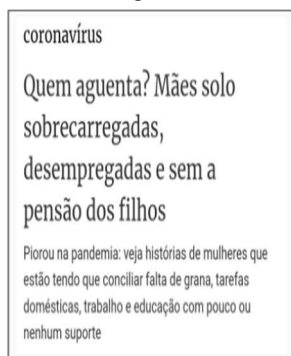 coronavírus
Quem aguenta? Mães solo
sobrecarregadas,
desempregadas e sem a
pensão dos filhos
Piorou na pandemia: veja histórias de mulheres que
estão tendo que conciliar falta de grana, tarefas
domésticas, trabalho e educação com pouco ou
nenhum suporte